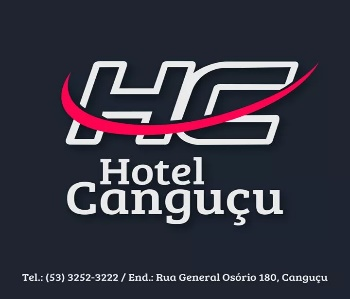 HC
Hotel
Canguçu
Tel.: (53) 3252-3222 / End.: Rua General Osório 180, Canguçu